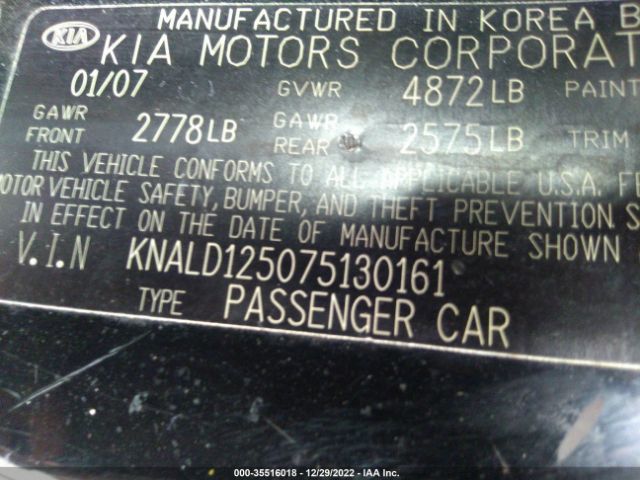 MANUFACTURED IN KOREA B
KIA KIA MOTORS CORPORAT
01/07 GVWR 4872LB PAINT
GAWR FRONT 2778LB GAWR REAR 2575LB TRIM
THIS VEHICLE CONFORMS TO ALL APPLICABLE U.S.A. FE
MOTOR VEHICLE SAFETY, BUMPER, AND THEFT PREVENTION S
IN EFFECT ON THE DATE OF MANUFACTURE SHOWN
V.I.N KNALD125075130161
TYPE PASSENGER CAR
000-35516018 - 12/29/2022 - IAA Inc.